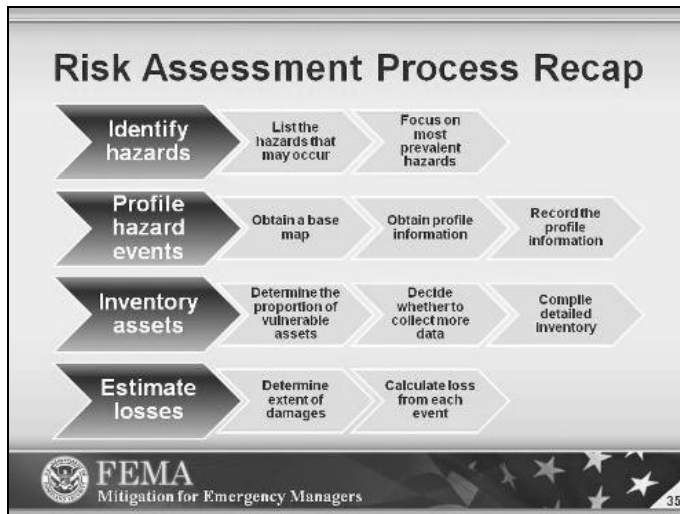 Risk Assessment Process Recap
Identify
hazards
List the
hazards that
may occur
Focus on
most
prevalent
hazards
Profile
hazard
events
Obtain a base
map
Obtain profile
information
Record the
profile
information
Inventory
assets
Determine the
proportion of
vulnerable
assets
Decide
whether to
collect more
data
Compile
detailed
inventory
Estimate
losses
Determine
extent of
damages
Calculate loss
from each
event
FEMA
Mitigation for Emergency Managers
35